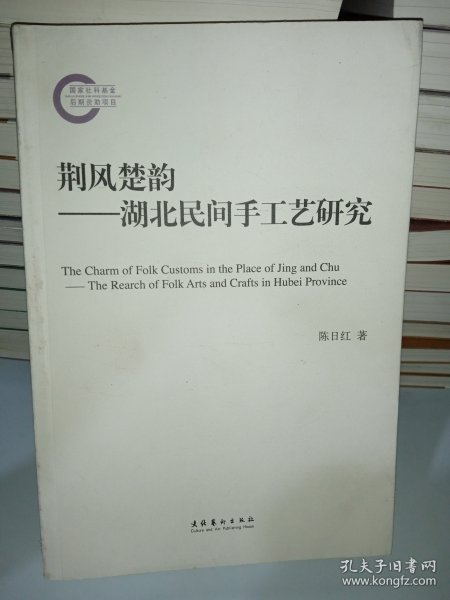 国家社科基金
后期资助项目
荆风楚韵
——湖北民间手工艺研究
The Charm of Folk Customs in the Place of Jing and Chu
—— The Rearch of Folk Arts and Crafts in Hubei Province
陈日红 著
文化艺术出版社
Culture and Art Publishing House
孔夫子旧书网
www.kongfz.com